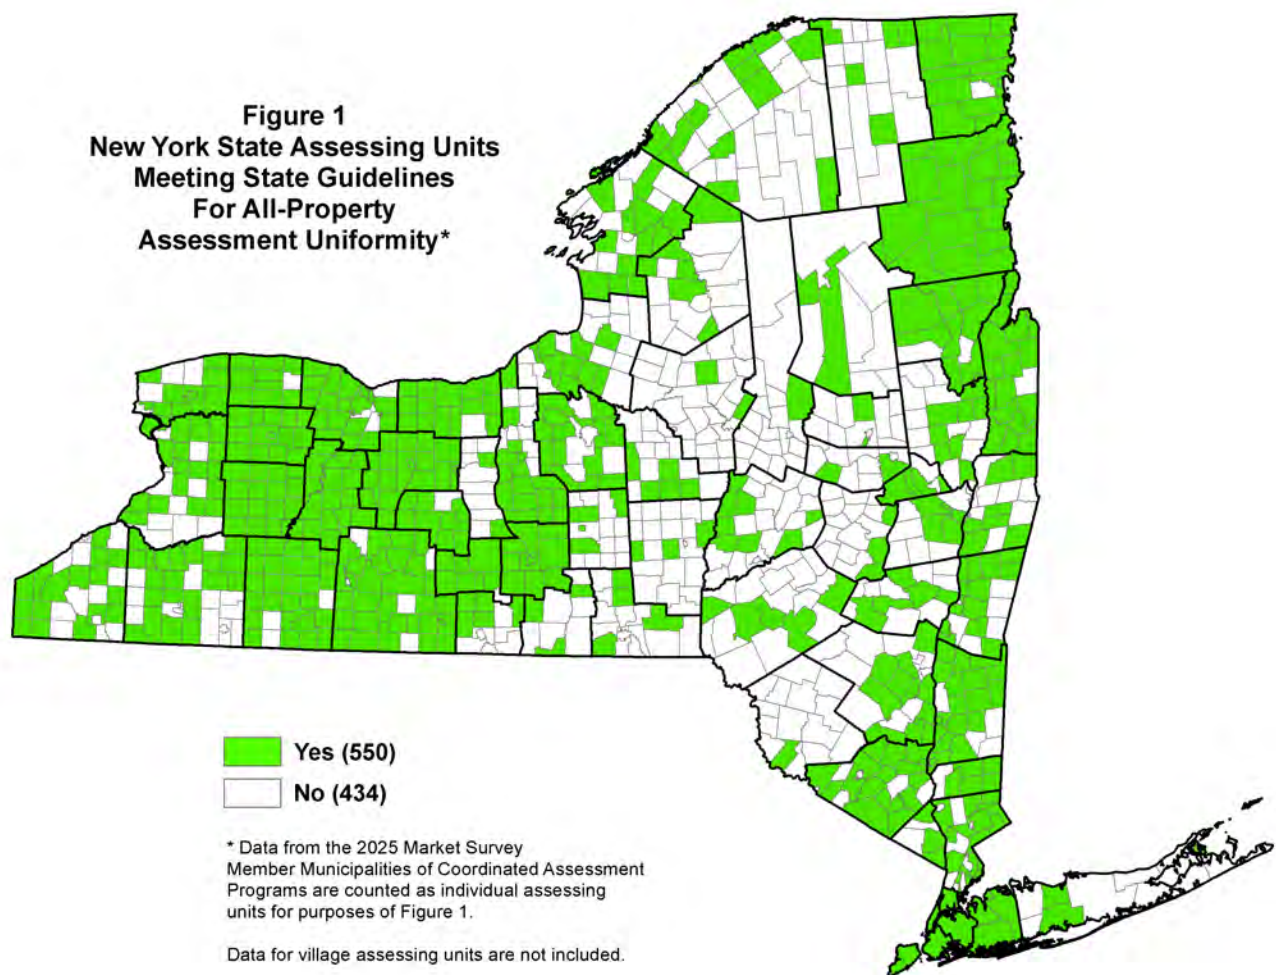 Figure 1
New York State Assessing Units
Meeting State Guidelines
For All-Property
Assessment Uniformity*
Yes (550)
No (434)
* Data from the 2025 Market Survey
Member Municipalities of Coordinated Assessment
Programs are counted as individual assessing
units for purposes of Figure 1.
Data for village assessing units are not included.